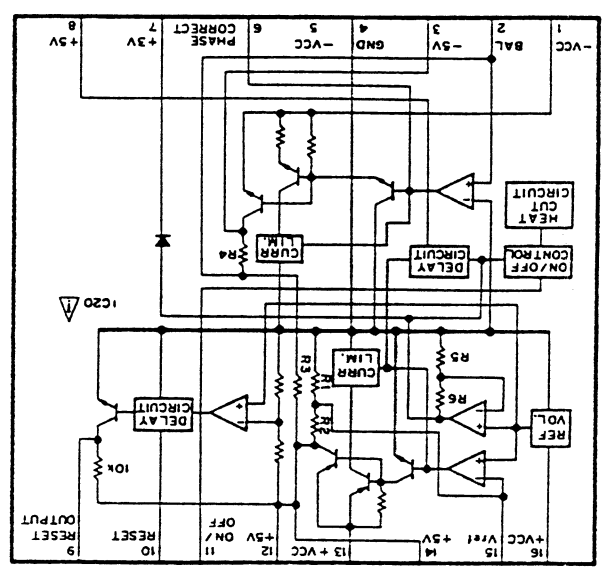 16 15 14 13 12 11 10 9
+VCC Vref +5V +VCC +5V ON/OFF RESET RESET OUTPUT
10K
REF VOL.
R6
R5
R2
R1
R3
CURR LIM.
DELAY CIRCUIT
IC20
!
ON/OFF CONTROL
DELAY CIRCUIT
CURR LIM.
R4
HEAT CUT CIRCUIT
-VCC BAL -5V GND -VCC PHASE CORRECT +3V +5V
1 2 3 4 5 6 7 8